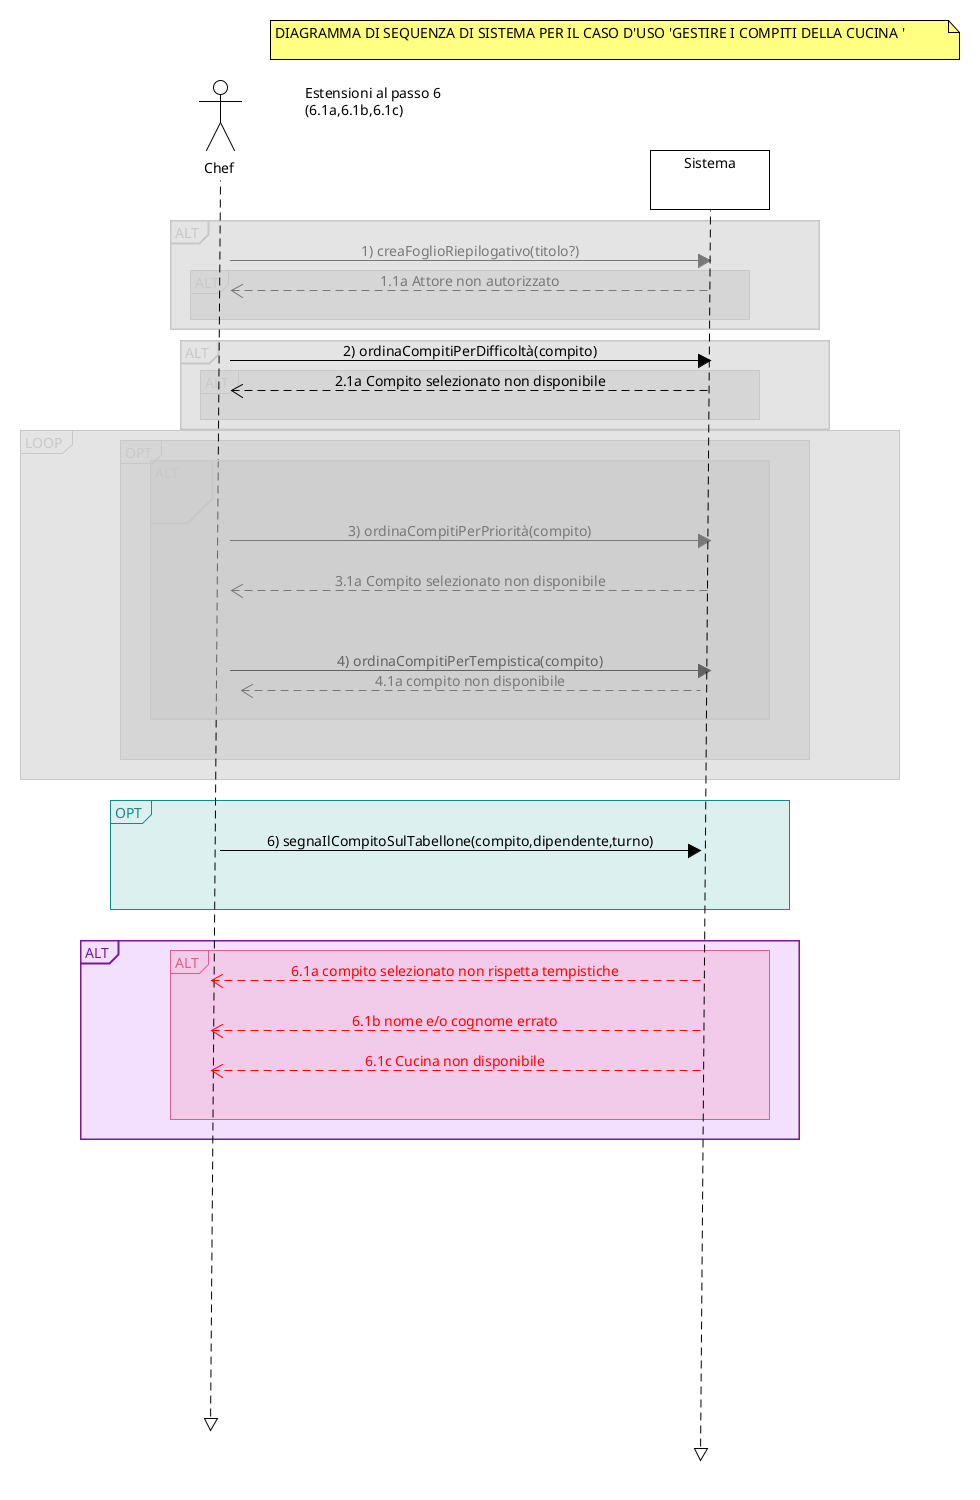 DIAGRAMMA DI SEQUENZA DI SISTEMA PER IL CASO D'USO 'GESTIRE I COMPITI DELLA CUCINA '
Estensioni al passo 6
(6.1a,6.1b,6.1c)
Chef
Sistema
ALT
1) creaFoglioRiepilogativo(titolo?)
ALT
1.1a Attore non autorizzato
ALT
2) ordinaCompitiPerDifficoltà(compito)
ALT
2.1a Compito selezionato non disponibile
LOOP
OPT
ALT
3) ordinaCompitiPerPriorità(compito)
3.1a Compito selezionato non disponibile
4) ordinaCompitiPerTempistica(compito)
4.1a compito non disponibile
OPT
6) segnaIlCompitoSulTabellone(compito,dipendente,turno)
ALT
ALT
6.1a compito selezionato non rispetta tempistiche
6.1b nome e/o cognome errato
6.1c Cucina non disponibile